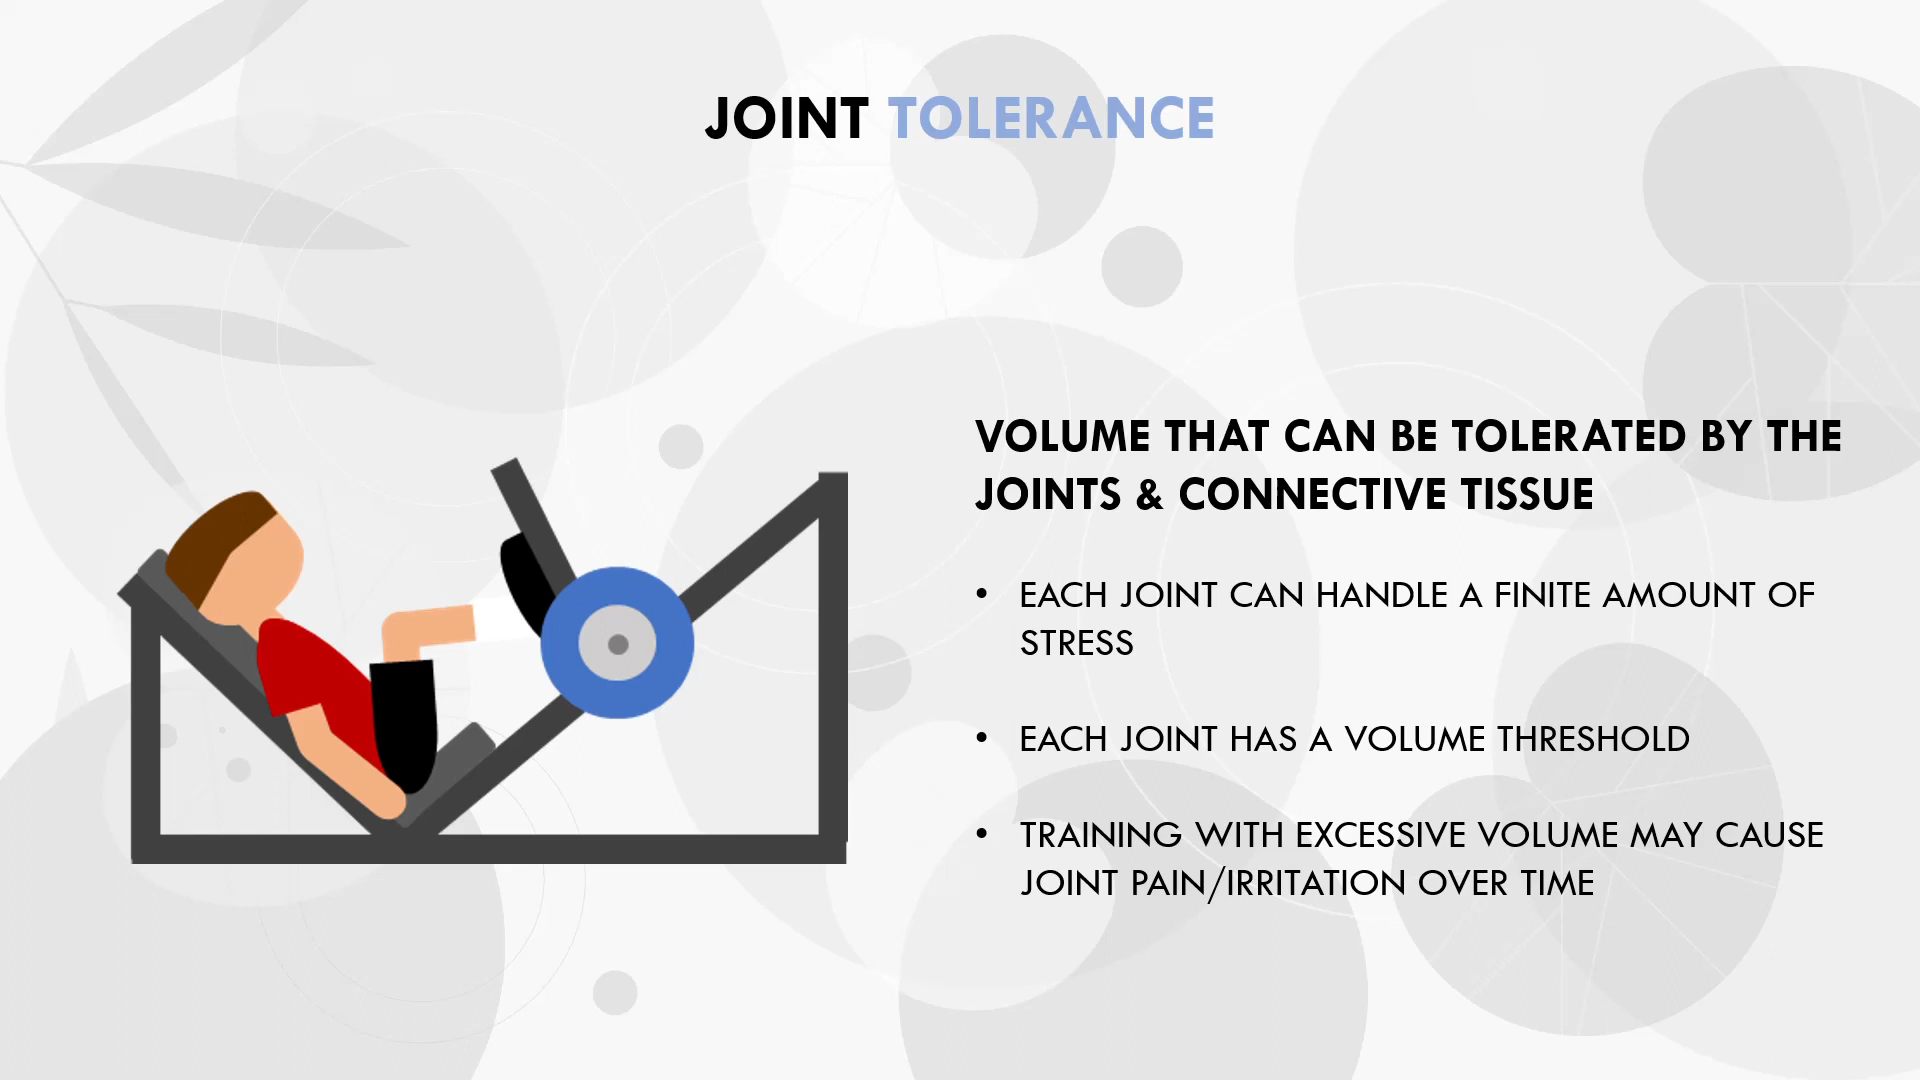 JOINT TOLERANCE
VOLUME THAT CAN BE TOLERATED BY THE
JOINTS & CONNECTIVE TISSUE
• EACH JOINT CAN HANDLE A FINITE AMOUNT OF
STRESS
• EACH JOINT HAS A VOLUME THRESHOLD
• TRAINING WITH EXCESSIVE VOLUME MAY CAUSE
JOINT PAIN/IRRITATION OVER TIME